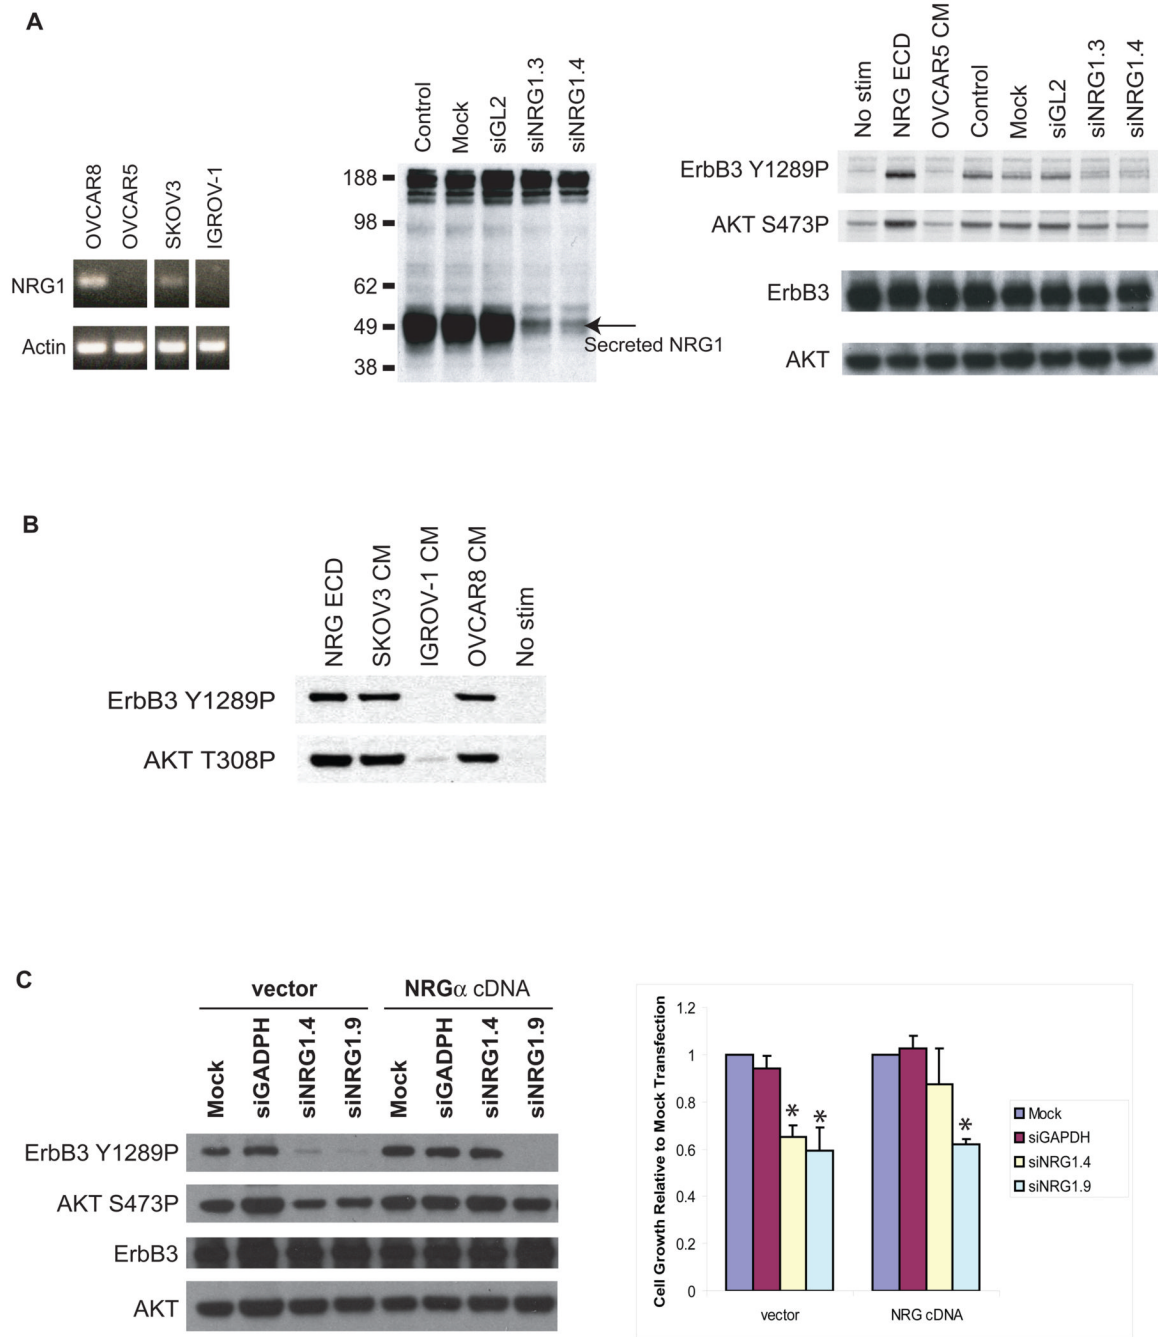 A
OVCAR8
OVCAR5
SKOV3
IGROV-1
NRG1
Actin
Control
Mock
siGL2
siNRG1.3
siNRG1.4
188
98
62
49
38
Secreted NRG1
No stim
NRG ECD
OVCAR5 CM
Control
Mock
siGL2
siNRG1.3
siNRG1.4
ErbB3 Y1289P
AKT S473P
ErbB3
AKT
B
NRG ECD
SKOV3 CM
IGROV-1 CM
OVCAR8 CM
No stim
ErbB3 Y1289P
AKT T308P
C
vector
NRGα cDNA
Mock
siGADPH
siNRG1.4
siNRG1.9
Mock
siGADPH
siNRG1.4
siNRG1.9
ErbB3 Y1289P
AKT S473P
ErbB3
AKT
Cell Growth Relative to Mock Transfection
1.2
1
0.8
0.6
0.4
0.2
0
* *
*
vector
NRG cDNA
Mock
siGAPDH
siNRG1.4
siNRG1.9